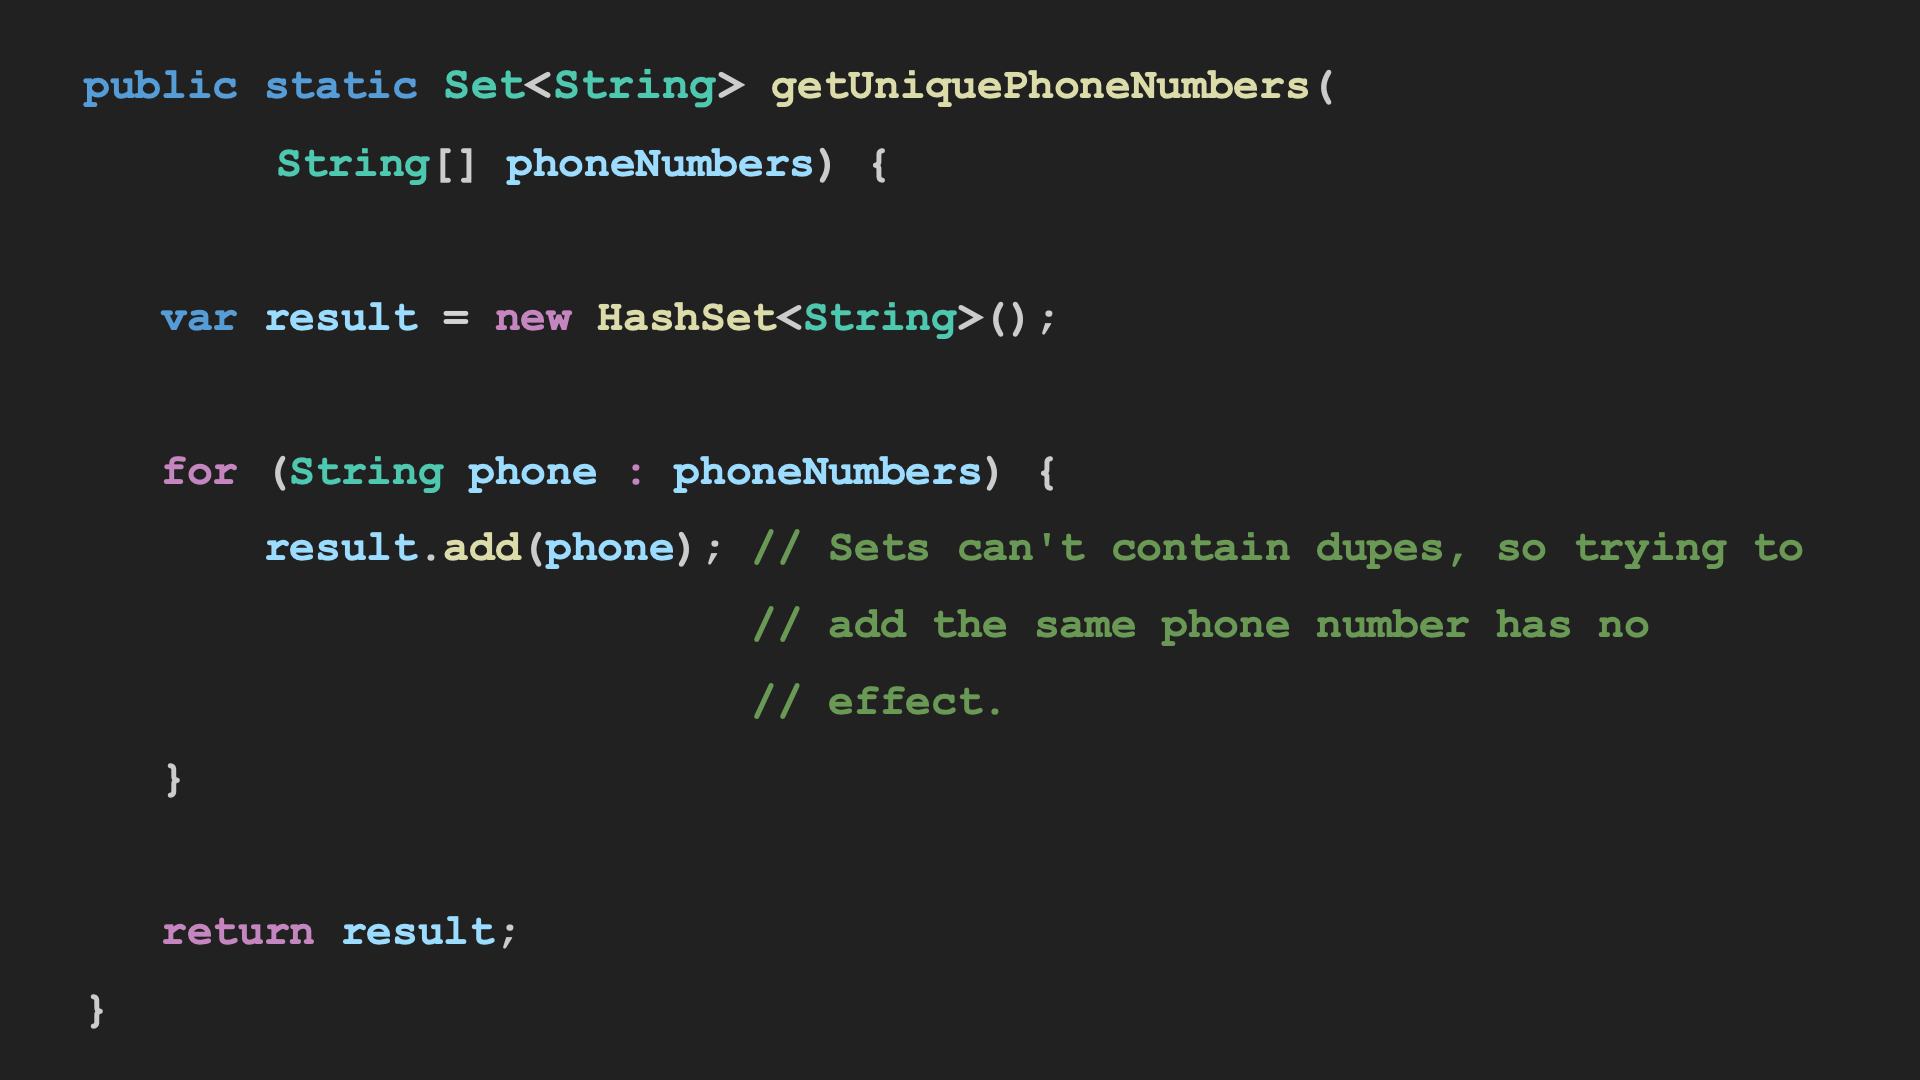 public static Set<String> getUniquePhoneNumbers(
String[] phoneNumbers) {
var result = new HashSet<String>();
for (String phone : phoneNumbers) {
result.add(phone); // Sets can't contain dupes, so trying to
// add the same phone number has no
// effect.
}
return result;
}